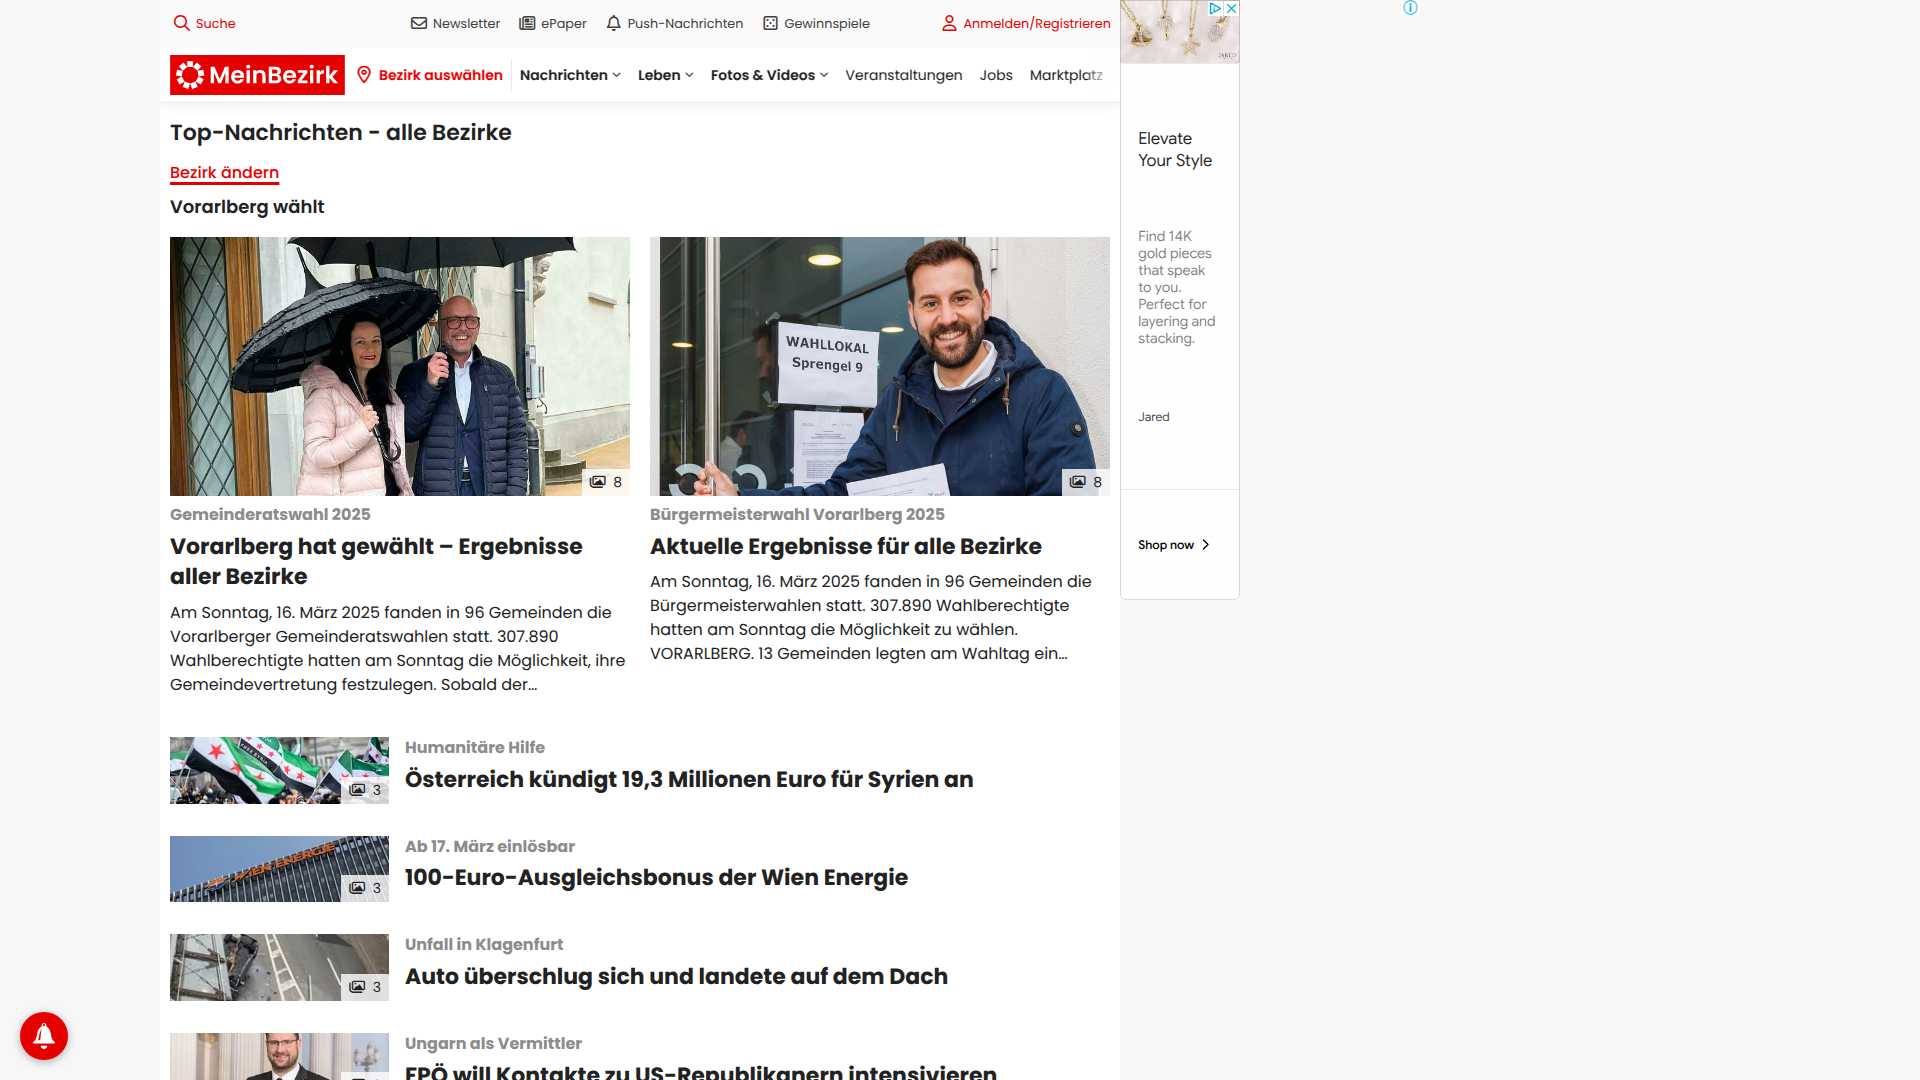 Suche
Newsletter
ePaper
Push-Nachrichten
Gewinnspiele
Anmelden/Registrieren
MeinBezirk
Bezirk auswählen
Nachrichten
Leben
Fotos & Videos
Veranstaltungen
Jobs
Marktplatz
Top-Nachrichten - alle Bezirke
Bezirk ändern
Vorarlberg wählt
8
Gemeinderatswahl 2025
Vorarlberg hat gewählt – Ergebnisse
aller Bezirke
Am Sonntag, 16. März 2025 fanden in 96 Gemeinden die
Vorarlberger Gemeinderatswahlen statt. 307.890
Wahlberechtigte hatten am Sonntag die Möglichkeit, ihre
Gemeindevertretung festzulegen. Sobald der...
WAHLLOKAL
Sprengel 9
8
Bürgermeisterwahl Vorarlberg 2025
Aktuelle Ergebnisse für alle Bezirke
Am Sonntag, 16. März 2025 fanden in 96 Gemeinden die
Bürgermeisterwahlen statt. 307.890 Wahlberechtigte
hatten am Sonntag die Möglichkeit zu wählen.
VORARLBERG. 13 Gemeinden legten am Wahltag ein...
3
Humanitäre Hilfe
Österreich kündigt 19,3 Millionen Euro für Syrien an
WIEN ENERGIE
3
Ab 17. März einlösbar
100-Euro-Ausgleichsbonus der Wien Energie
3
Unfall in Klagenfurt
Auto überschlug sich und landete auf dem Dach
Ungarn als Vermittler
FPÖ will Kontakte zu US-Republikanern intensivieren
JARED
Elevate
Your Style
Find 14K
gold pieces
that speak
to you.
Perfect for
layering and
stacking.
Jared
Shop now